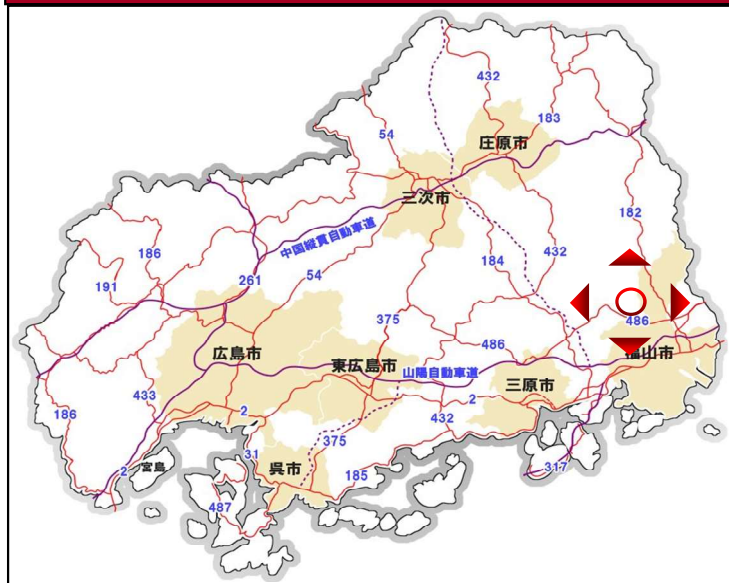 432
183
54
庄原市
三次市
182
中国縦貫自動車道
186
432
184
261
54
191
375
486
486
広島市
東広島市
山陽自動車道
福山市
三原市
433
186
2
2
432
31
375
宮島
2
呉市
185
317
487